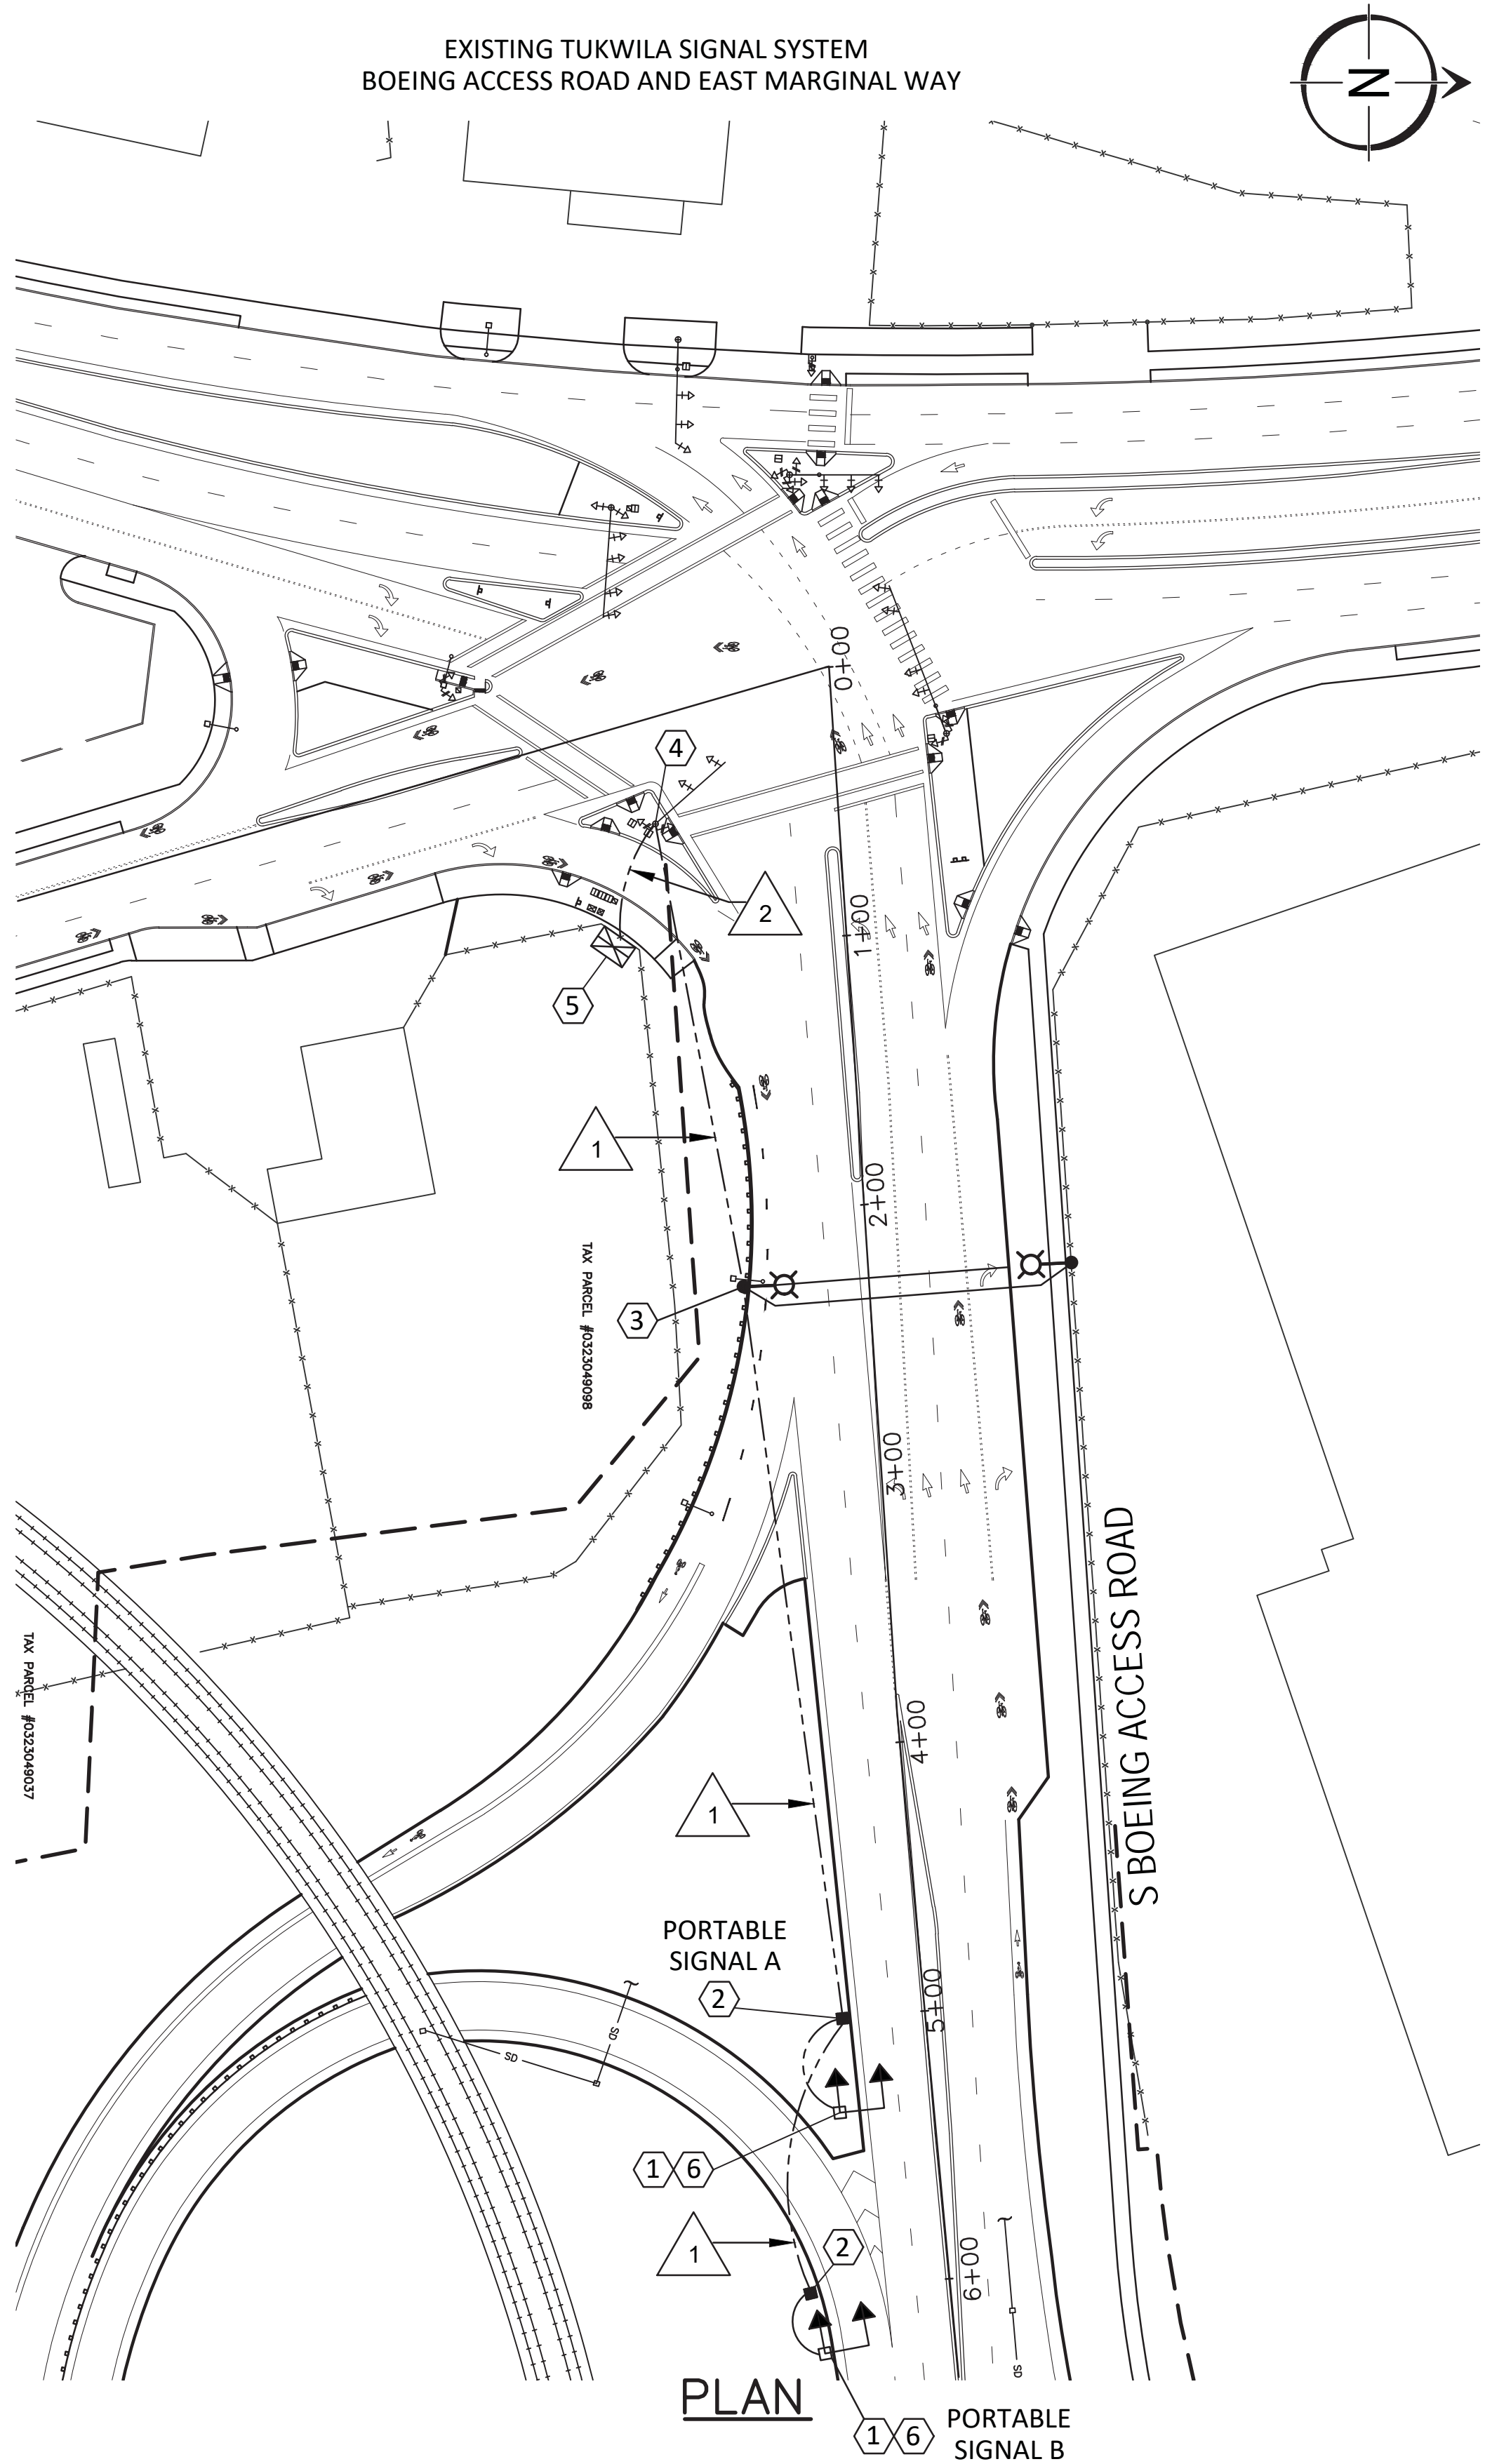 EXISTING TUKWILA SIGNAL SYSTEM
BOEING ACCESS ROAD AND EAST MARGINAL WAY
N
0+00
4
1+00
2
5
1
2+00
TAX PARCEL #0323049098
3
3+00
S BOEING ACCESS ROAD
TAX PARCEL #0323049037
4+00
1
PORTABLE
SIGNAL A
2
5+00
SD
SD
1 6
1
2
6+00
SD
PLAN
1 6
PORTABLE
SIGNAL B